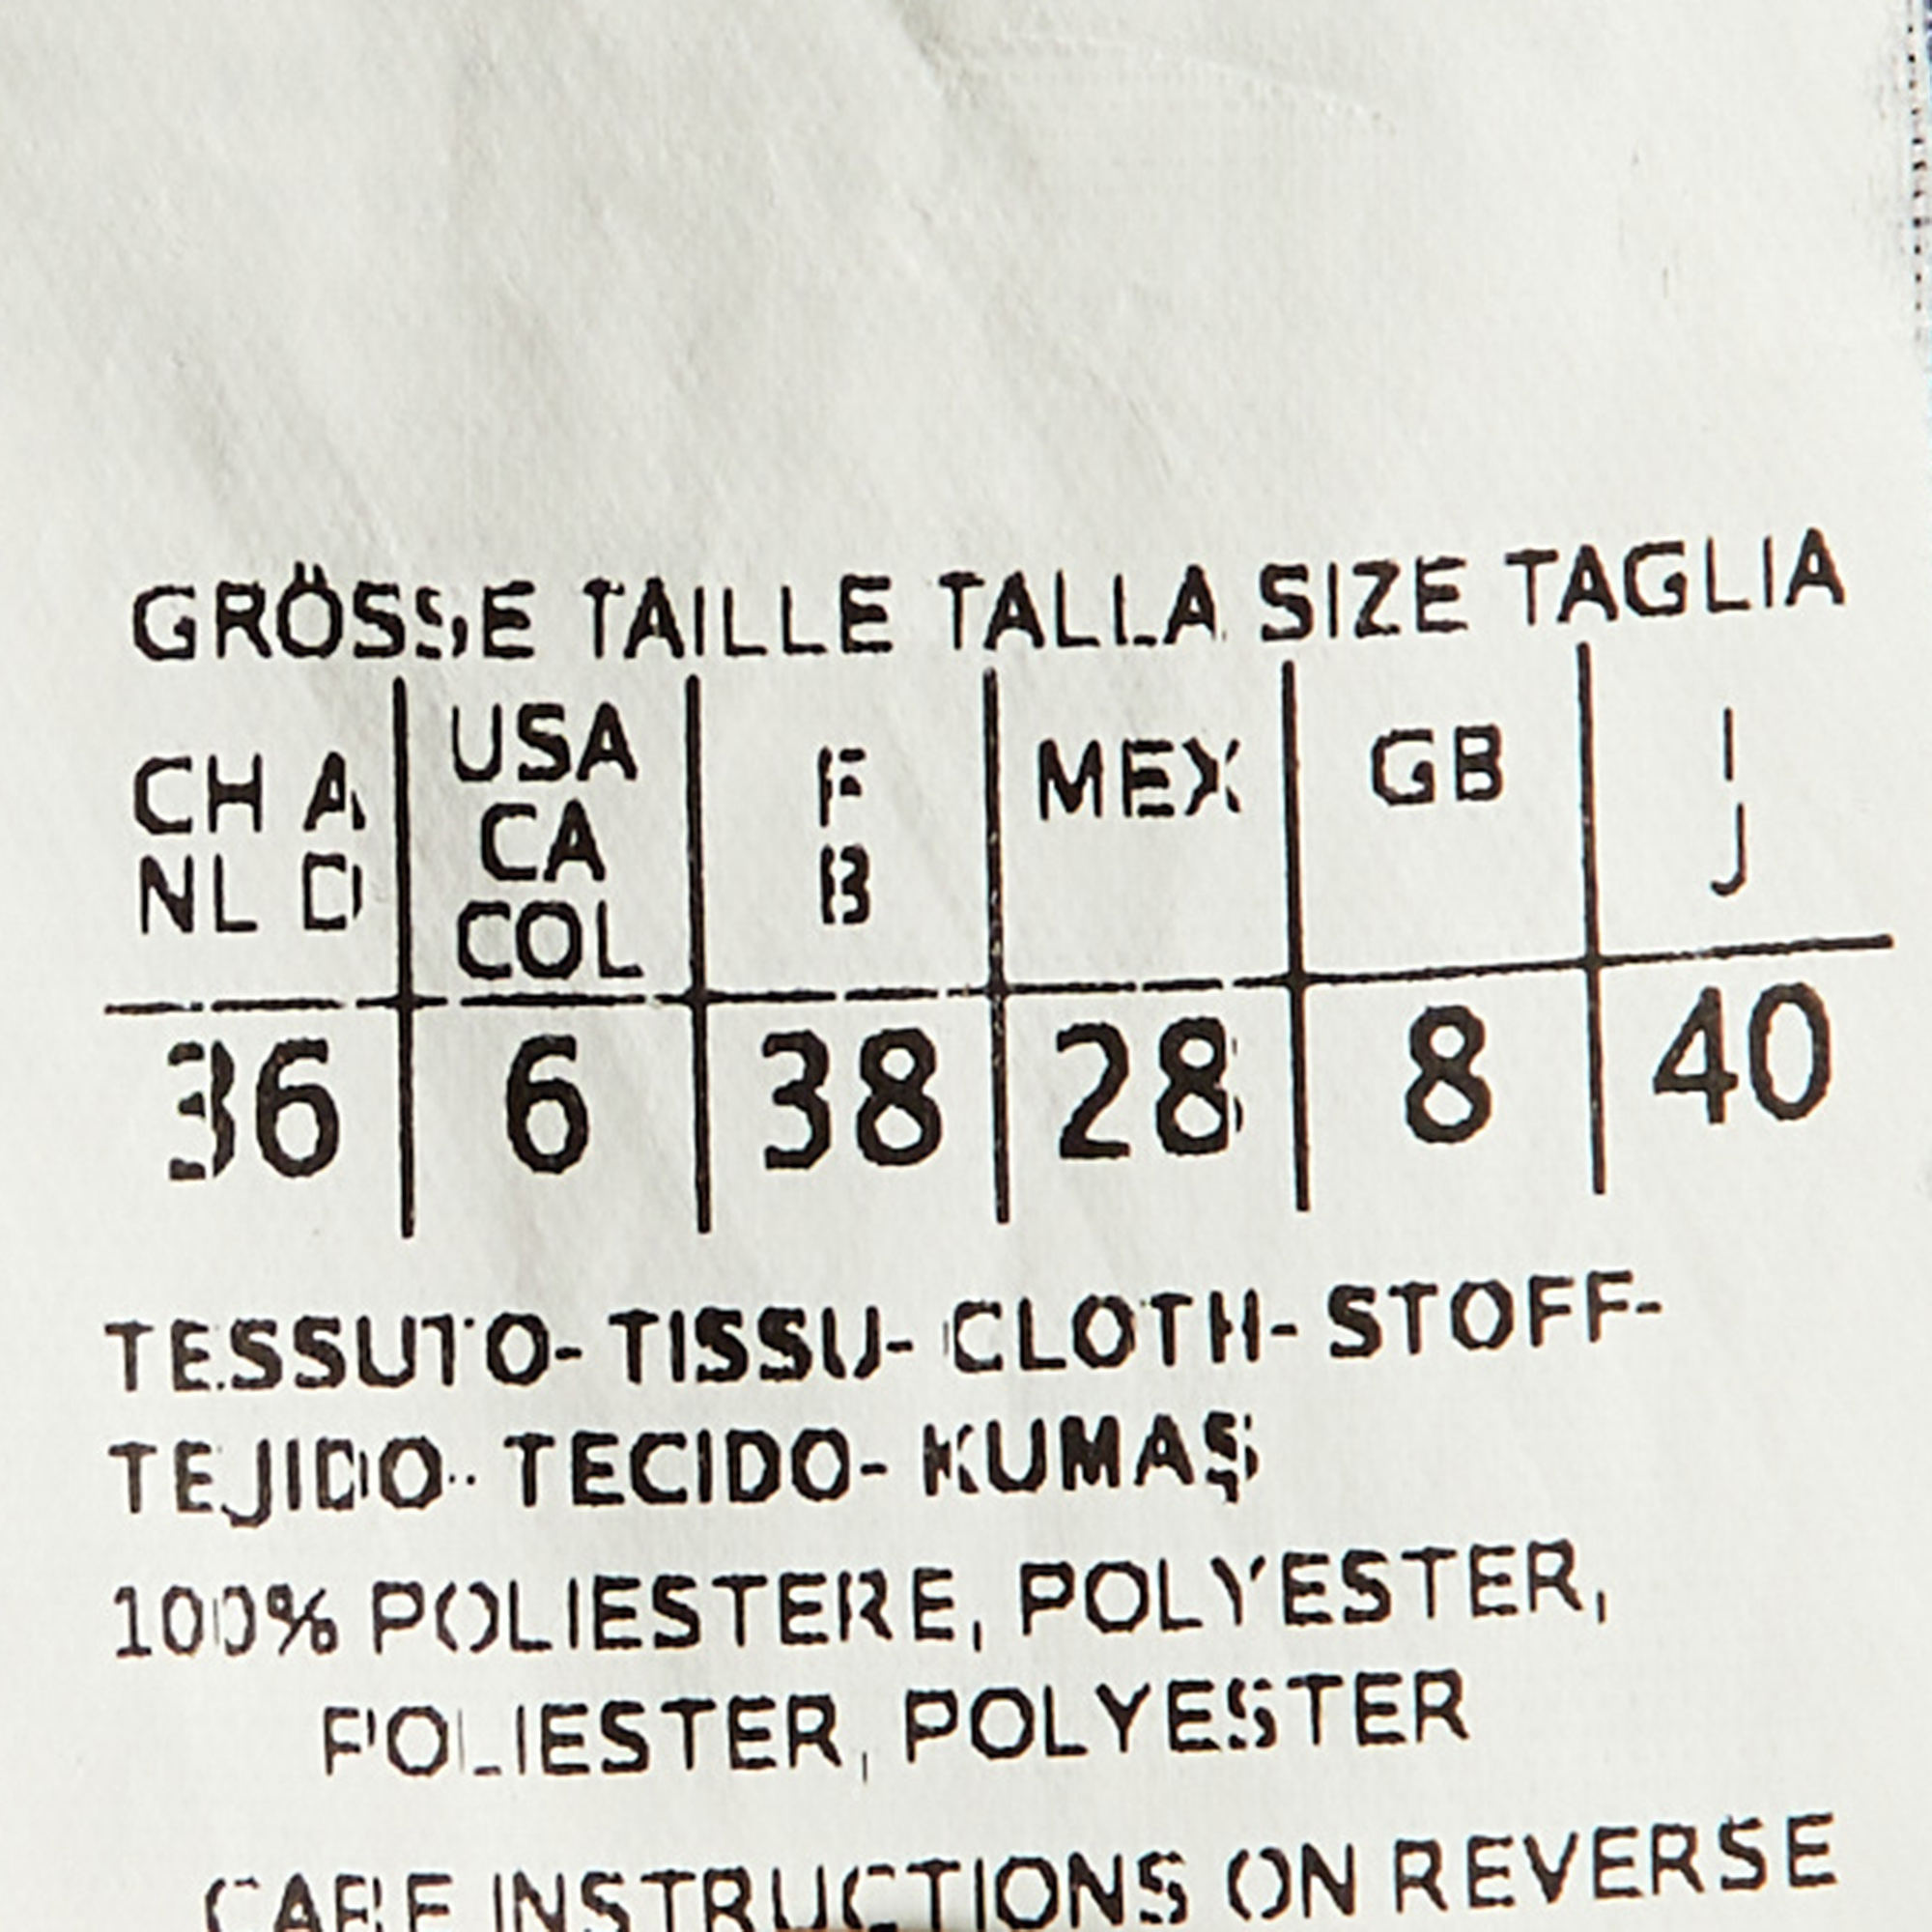 GRÖSSE TAILLE TALLA SIZE TAGLIA
CH A
NL D
USA
CA
COL
F
B
MEX
GB
I
J
36 6 38 28 8 40
TESSUTO- TISSU- CLOTH- STOFF-
TEJIDO- TECIDO- KUMAŞ
100% POLIESTERE, POLYESTER,
POLIESTER, POLYESTER
CARE INSTRUCTIONS ON REVERSE